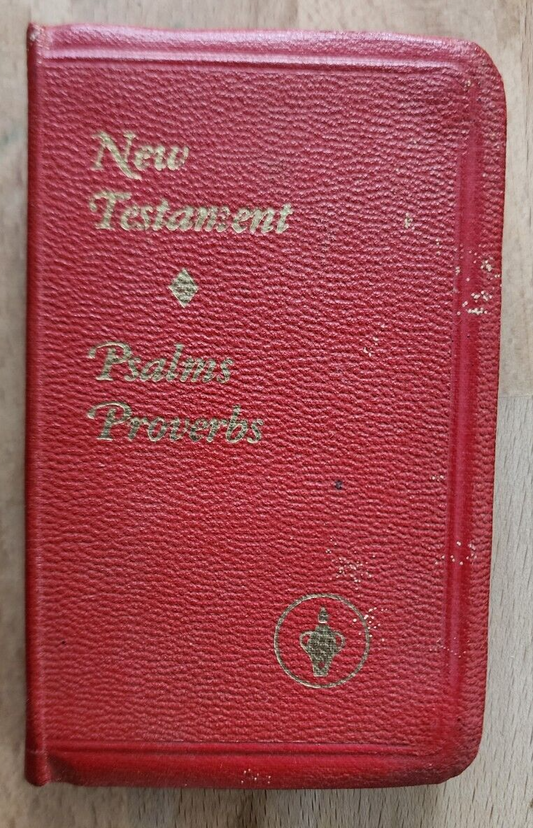 New
Testament
Psalms
Proverbs